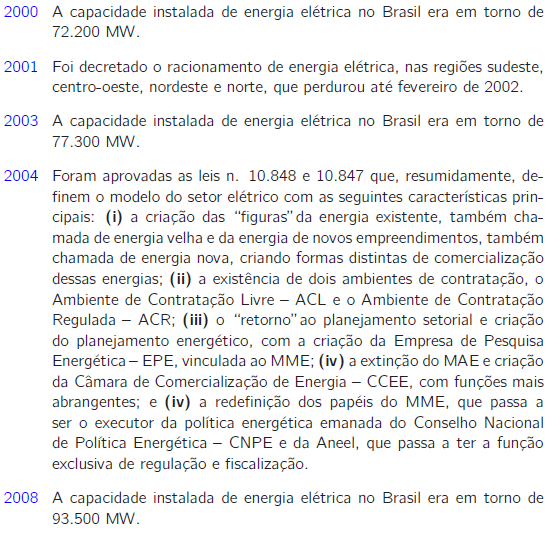 2000 A capacidade instalada de energia elétrica no Brasil era em torno de
72.200 MW.
2001 Foi decretado o racionamento de energia elétrica, nas regiões sudeste,
centro-oeste, nordeste e norte, que perdurou até fevereiro de 2002.
2003 A capacidade instalada de energia elétrica no Brasil era em torno de
77.300 MW.
2004 Foram aprovadas as leis n. 10.848 e 10.847 que, resumidamente, de-
finem o modelo do setor elétrico com as seguintes características prin-
cipais: (i) a criação das “figuras” da energia existente, também cha-
mada de energia velha e da energia de novos empreendimentos, também
chamada de energia nova, criando formas distintas de comercialização
dessas energias; (ii) a existência de dois ambientes de contratação, o
Ambiente de Contratação Livre – ACL e o Ambiente de Contratação
Regulada – ACR; (iii) o “retorno” ao planejamento setorial e criação
do planejamento energético, com a criação da Empresa de Pesquisa
Energética – EPE, vinculada ao MME; (iv) a extinção do MAE e criação
da Câmara de Comercialização de Energia – CCEE, com funções mais
abrangentes; e (iv) a redefinição dos papéis do MME, que passa a
ser o executor da política energética emanada do Conselho Nacional
de Política Energética – CNPE e da Aneel, que passa a ter a função
exclusiva de regulação e fiscalização.
2008 A capacidade instalada de energia elétrica no Brasil era em torno de
93.500 MW.